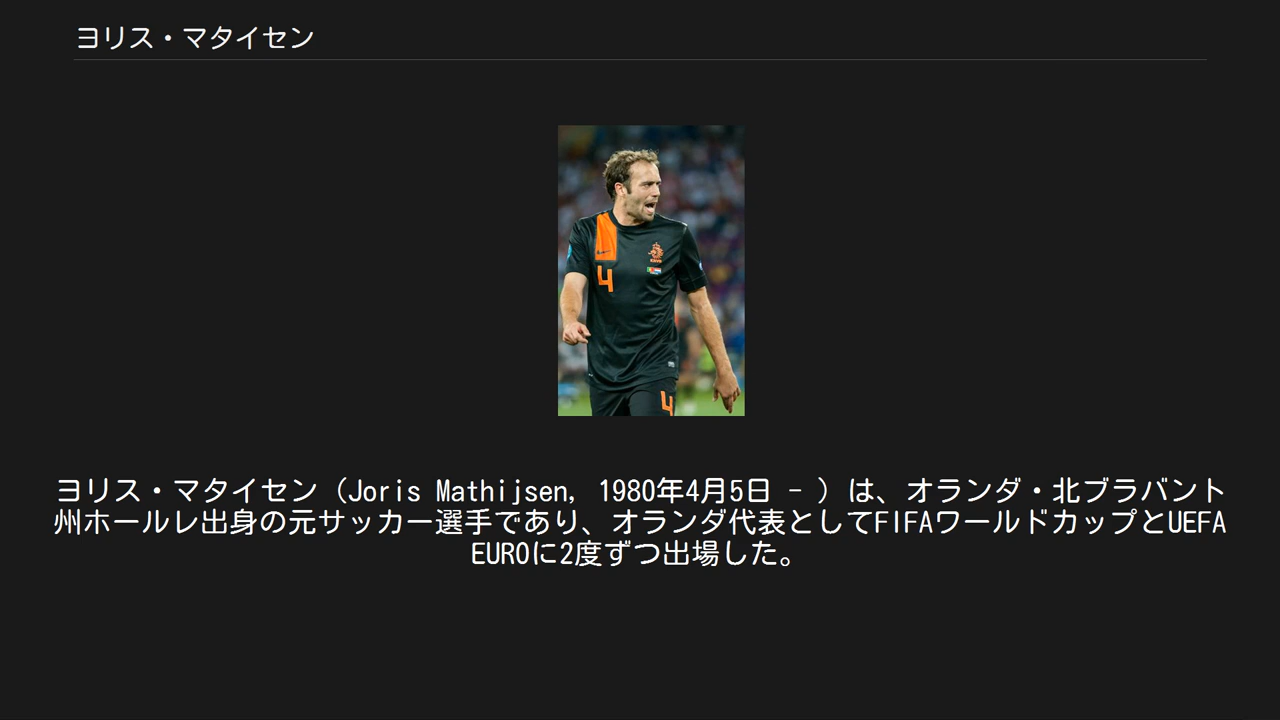 ヨリス・マタイセン
4
4
ヨリス・マタイセン（Joris Mathijsen, 1980年4月5日 - ）は、オランダ・北ブラバント
州ホールレ出身の元サッカー選手であり、オランダ代表としてFIFAワールドカップとUEFA
EUROに2度ずつ出場した。